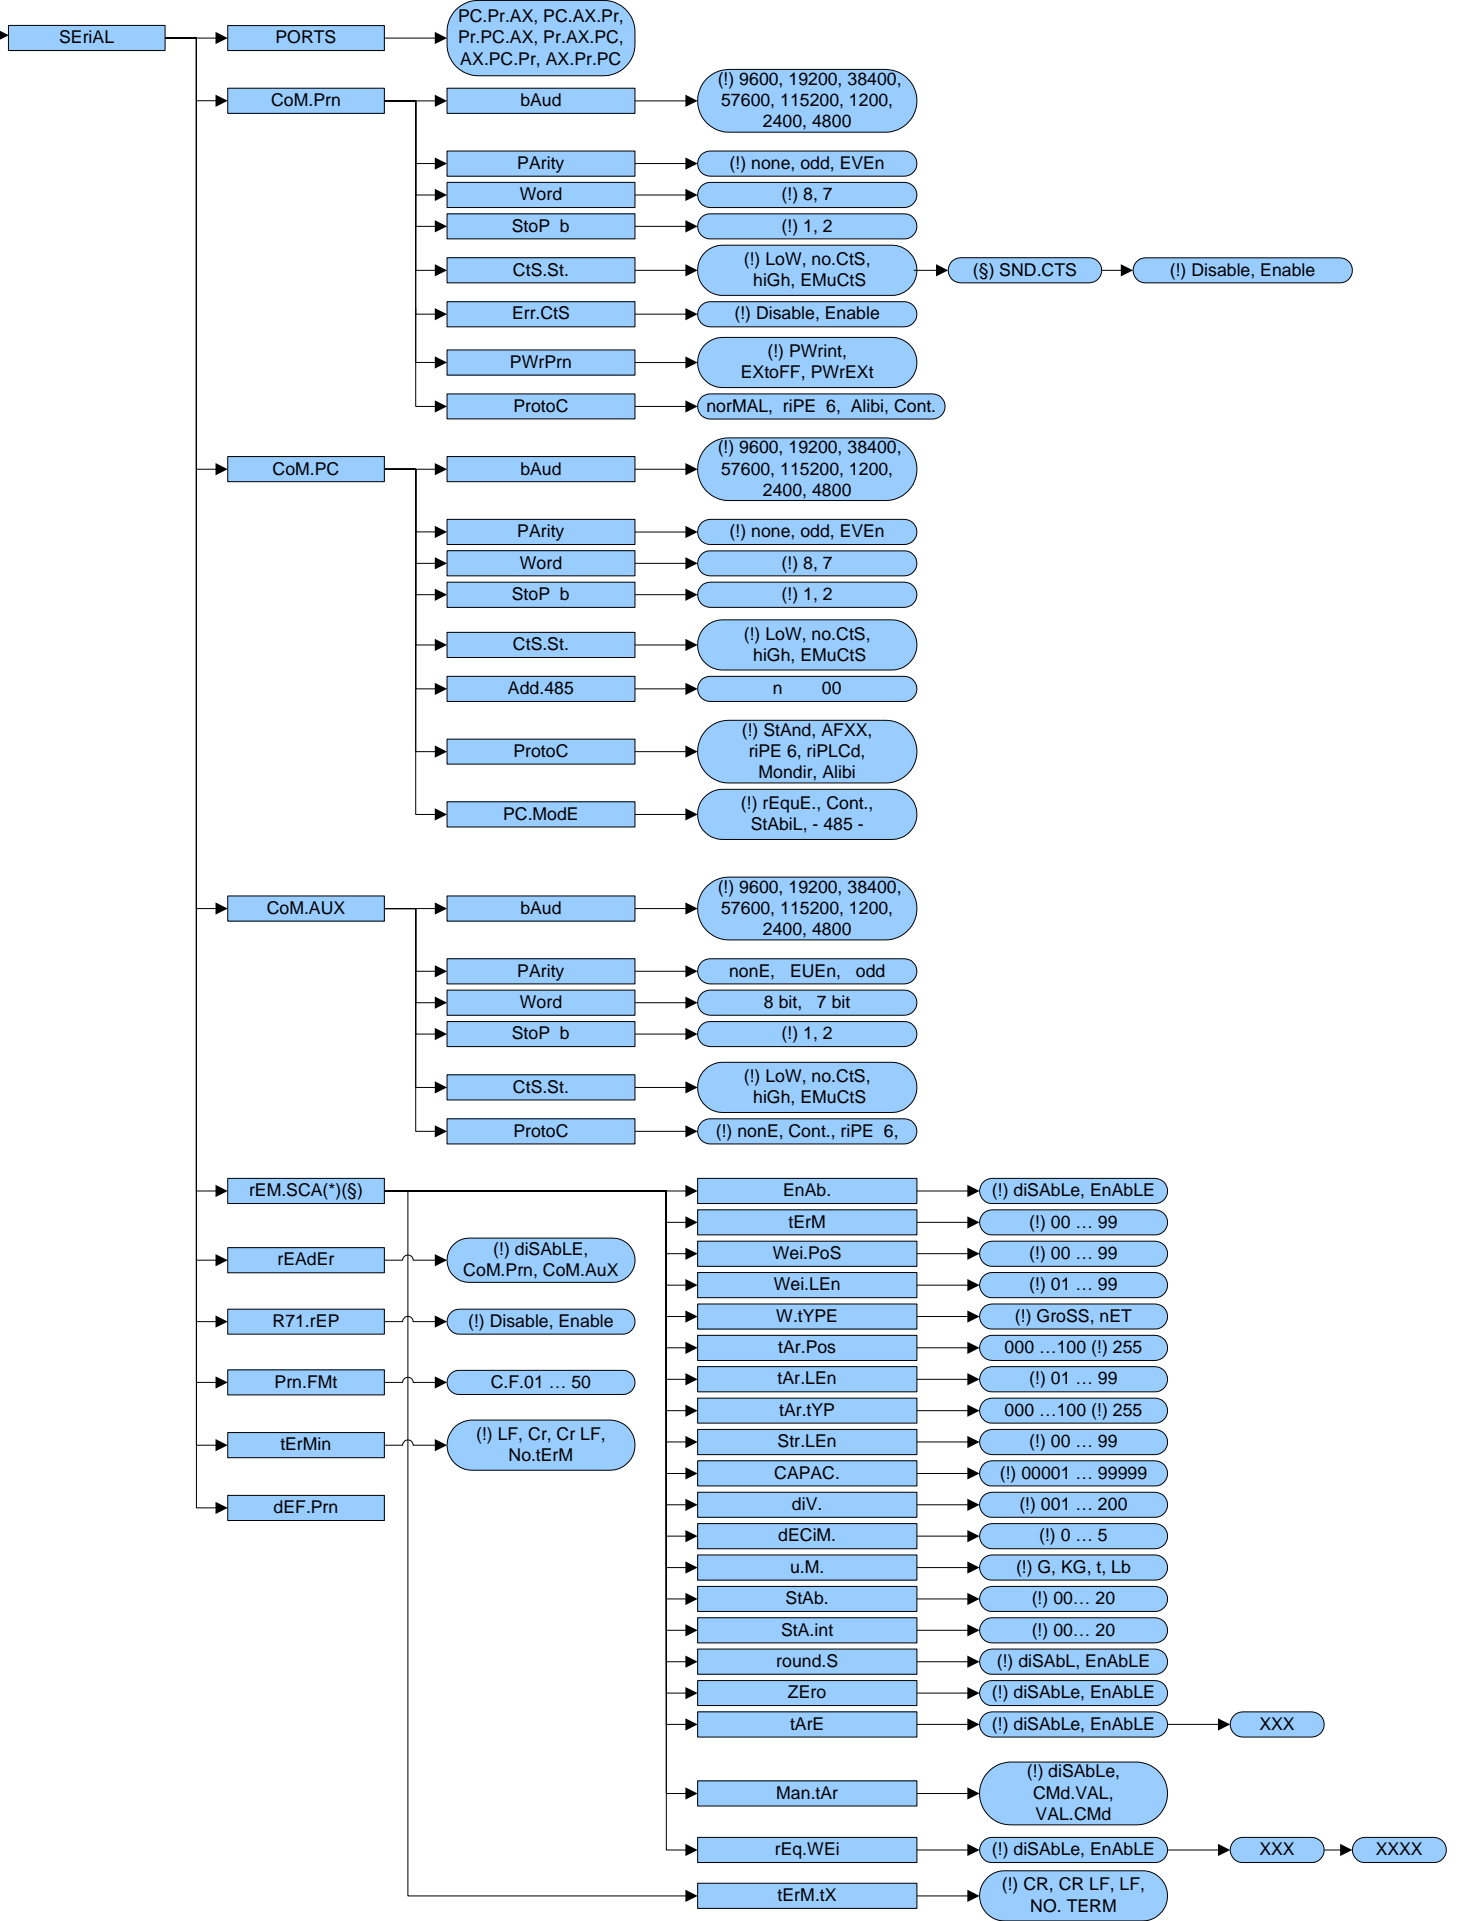 SEriAL
PORTS
PC.Pr.AX, PC.AX.Pr,
Pr.PC.AX, Pr.AX.PC,
AX.PC.Pr, AX.Pr.PC
CoM.Prn
bAud
(!) 9600, 19200, 38400,
57600, 115200, 1200,
2400, 4800
PArity
(!) none, odd, EVEn
Word
(!) 8, 7
StoP b
(!) 1, 2
CtS.St.
(!) LoW, no.CtS,
hiGh, EMuCtS
(§) SND.CTS
(!) Disable, Enable
Err.CtS
(!) Disable, Enable
PWrPrn
(!) PWrint,
EXtoFF, PWrEXt
ProtoC
norMAL, riPE 6, Alibi, Cont.
CoM.PC
bAud
(!) 9600, 19200, 38400,
57600, 115200, 1200,
2400, 4800
PArity
(!) none, odd, EVEn
Word
(!) 8, 7
StoP b
(!) 1, 2
CtS.St.
(!) LoW, no.CtS,
hiGh, EMuCtS
Add.485
n 00
ProtoC
(!) StAnd, AFXX,
riPE 6, riPLCd,
Mondir, Alibi
PC.ModE
(!) rEquE., Cont.,
StAbiL, - 485 -
CoM.AUX
bAud
(!) 9600, 19200, 38400,
57600, 115200, 1200,
2400, 4800
PArity
nonE, EUEn, odd
Word
8 bit, 7 bit
StoP b
(!) 1, 2
CtS.St.
(!) LoW, no.CtS,
hiGh, EMuCtS
ProtoC
(!) nonE, Cont., riPE 6,
rEM.SCA(*)(§)
EnAb.
(!) diSAbLe, EnAbLE
tErM
(!) 00 … 99
Wei.PoS
(!) 00 … 99
Wei.LEn
(!) 01 … 99
W.tYPE
(!) GroSS, nET
tAr.Pos
000 …100 (!) 255
tAr.LEn
(!) 01 … 99
tAr.tYP
000 …100 (!) 255
Str.LEn
(!) 00 … 99
CAPAC.
(!) 00001 … 99999
diV.
(!) 001 … 200
dECiM.
(!) 0 … 5
u.M.
(!) G, KG, t, Lb
StAb.
(!) 00… 20
StA.int
(!) 00… 20
round.S
(!) diSAbL, EnAbLE
ZEro
(!) diSAbLe, EnAbLE
tArE
(!) diSAbLe, EnAbLE
XXX
Man.tAr
(!) diSAbLe,
CMd.VAL,
VAL.CMd
rEq.WEi
(!) diSAbLe, EnAbLE
XXX
XXXX
tErM.tX
(!) CR, CR LF, LF,
NO. TERM
rEAdEr
(!) diSAbLE,
CoM.Prn, CoM.AuX
R71.rEP
(!) Disable, Enable
Prn.FMt
C.F.01 … 50
tErMin
(!) LF, Cr, Cr LF,
No.tErM
dEF.Prn